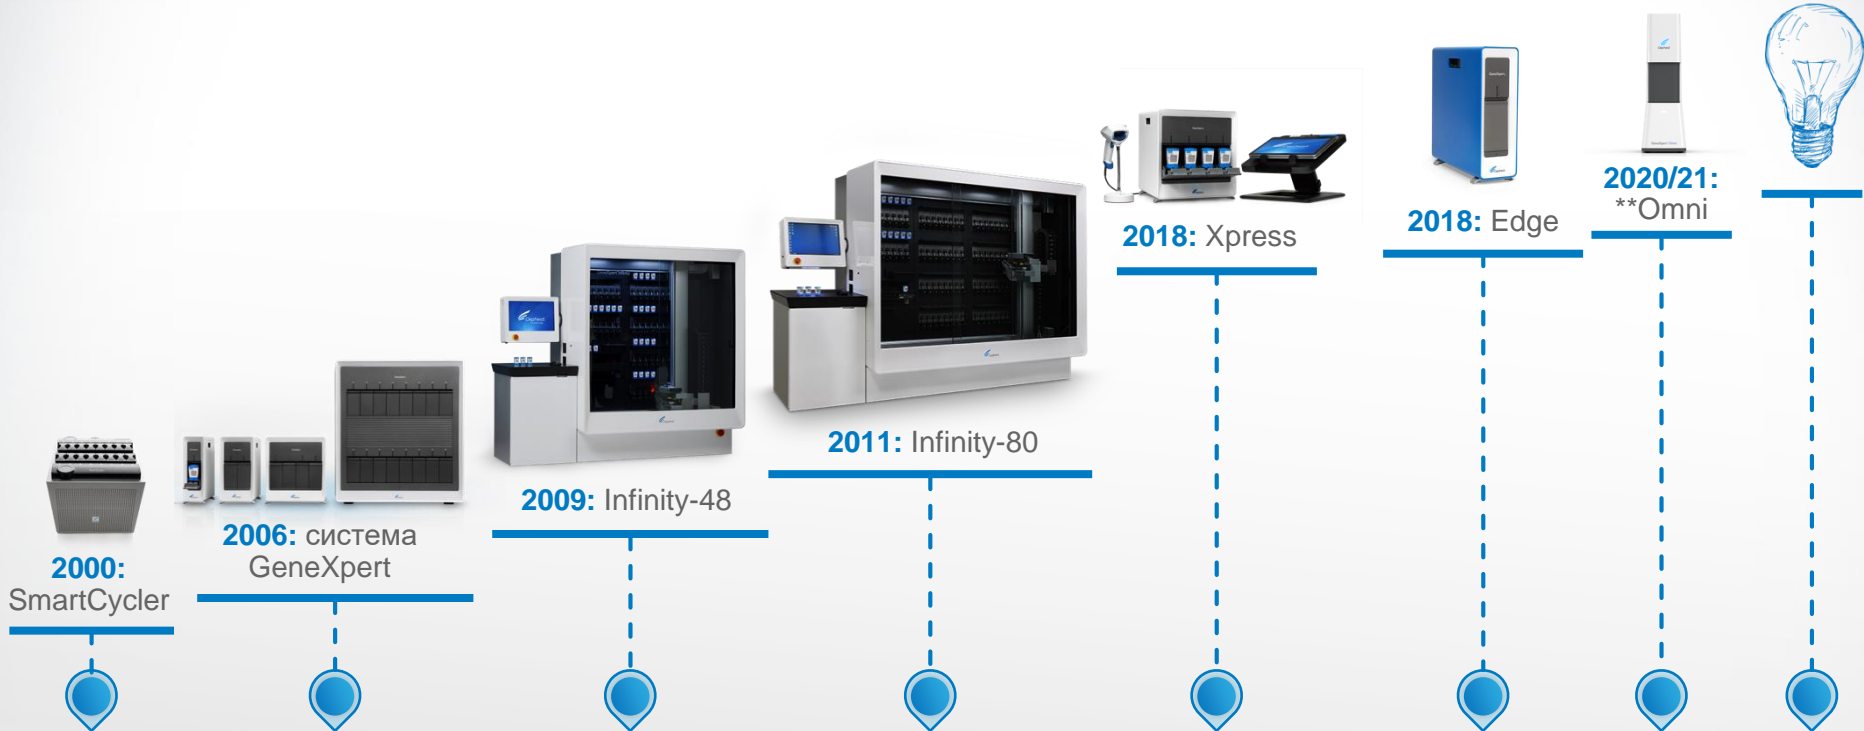 2000:
SmartCycler
2006: система
GeneXpert
2009: Infinity-48
2011: Infinity-80
2018: Xpress
2018: Edge
2020/21:
**Omni